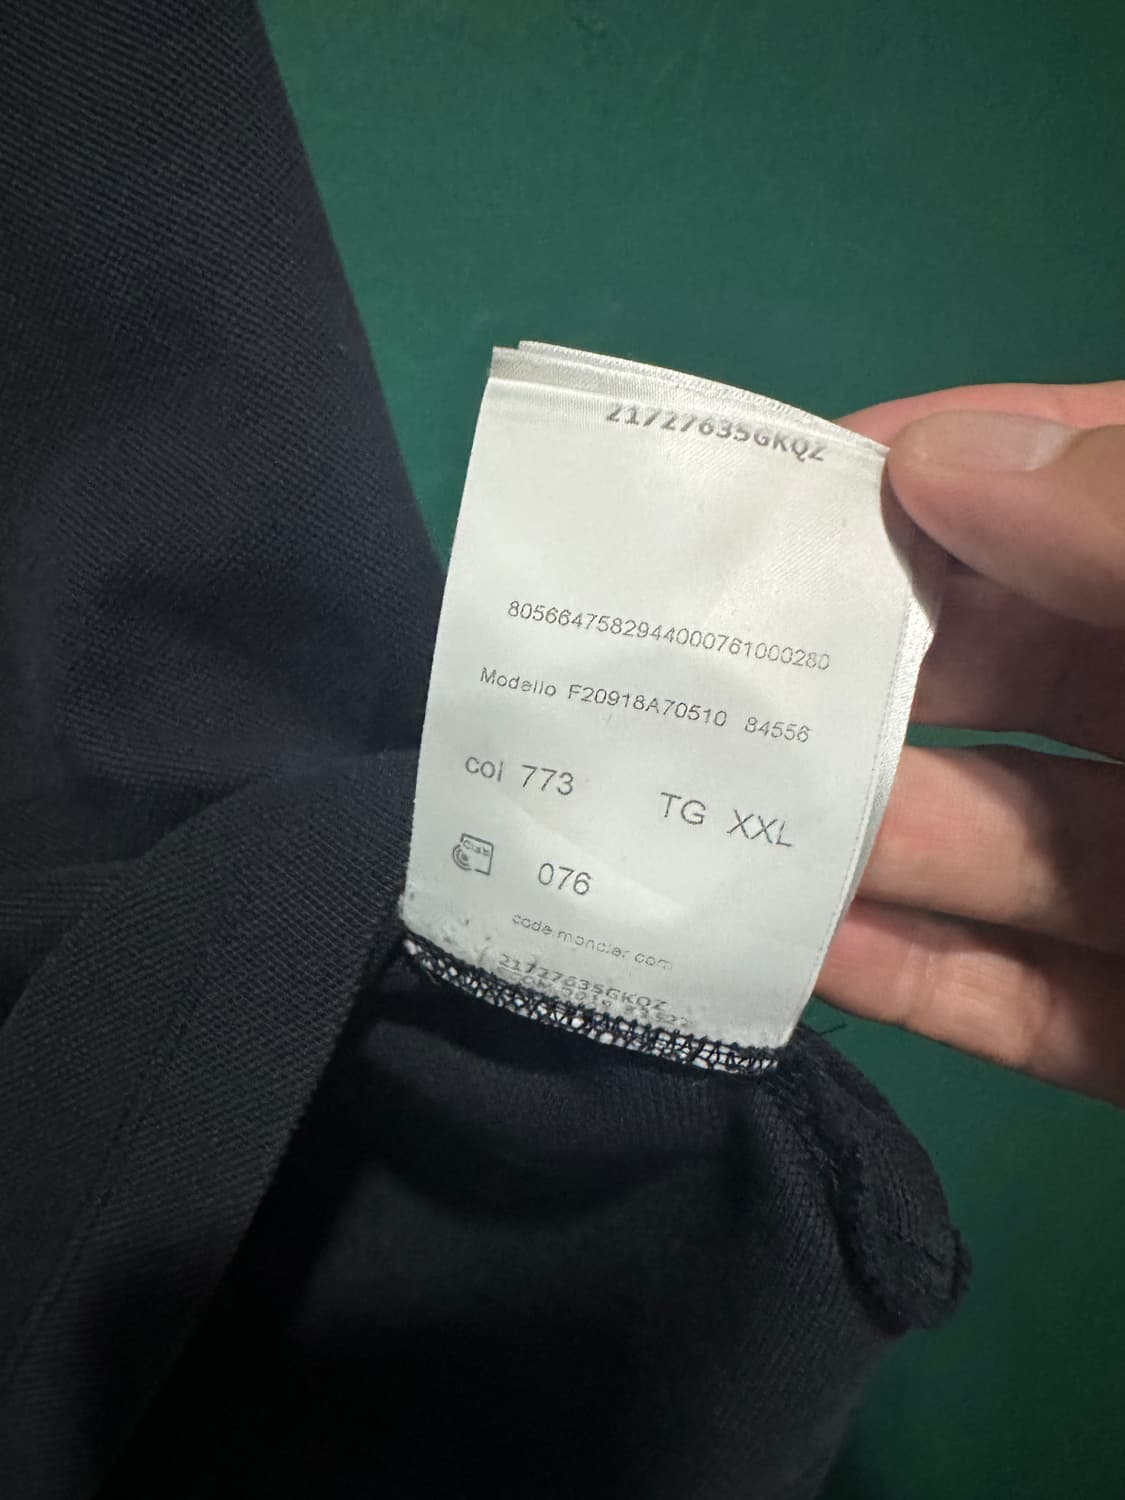 21727635GKQZ
8056647582944000761000280
Modello F20918A70510 84556
col 773 TG XXL
076
code.moncler.com
21727635GKQZ